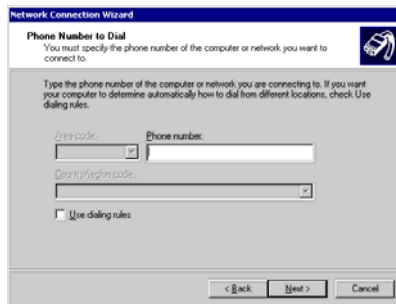 Network Connection Wizard
Phone Number to Dial
You must specify the phone number of the computer or network you want to
connect to.
Type the phone number of the computer or network you are connecting to. If you want
your computer to determine automatically how to dial from different locations, check Use
dialing rules.
Area code: Phone number:
Country/region code:
Use dialing rules
< Back Next > Cancel